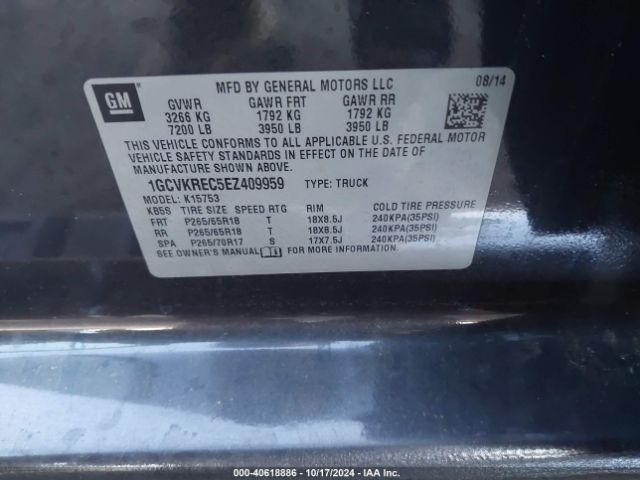 GM
MFD BY GENERAL MOTORS LLC 08/14
GVWR GAWR FRT GAWR RR
3266 KG 1792 KG 1792 KG
7200 LB 3950 LB 3950 LB
THIS VEHICLE CONFORMS TO ALL APPLICABLE U.S. FEDERAL MOTOR
VEHICLE SAFETY STANDARDS IN EFFECT ON THE DATE OF
MANUFACTURE SHOWN ABOVE.
1GCVKREC5EZ409959 TYPE: TRUCK
MODEL: K15753
KB5S TIRE SIZE SPEED RTG RIM COLD TIRE PRESSURE
FRT P265/65R18 T 18X8.5J 240KPA(35PSI)
RR P265/65R18 T 18X8.5J 240KPA(35PSI)
SPA P265/70R17 S 17X7.5J 240KPA(35PSI)
SEE OWNER'S MANUAL FOR MORE INFORMATION.
000-40618886 - 10/17/2024 - IAA Inc.